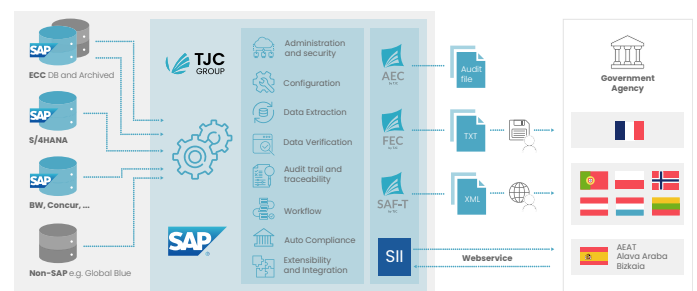 SAP
ECC DB and Archived
SAP
S/4HANA
SAP
BW, Concur, ...
Non-SAP e.g. Global Blue
TJC
GROUP
SAP
Administration
and security
Configuration
Data Extraction
Data Verification
Audit trail and
traceability
Workflow
Auto Compliance
Extensibility
and Integration
AEC
by TJC
FEC
by TJC
SAF-T
by TJC
SII
Audit
file
TXT
XML
Webservice
Government
Agency
AEAT
Alava Araba
Bizkaia